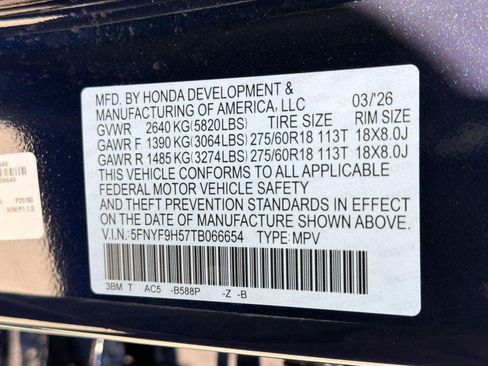 MFD. BY HONDA DEVELOPMENT &
MANUFACTURING OF AMERICA, LLC 03/'26
GVWR 2640 KG(5820LBS) TIRE SIZE RIM SIZE
GAWR F 1390 KG(3064LBS) 275/60R18 113T 18X8.0J
GAWR R 1485 KG(3274LBS) 275/60R18 113T 18X8.0J
THIS VEHICLE CONFORMS TO ALL APPLICABLE
FEDERAL MOTOR VEHICLE SAFETY
AND THEFT PREVENTION STANDARDS IN EFFECT
ON THE DATE OF MANUFACTURE SHOWN ABOVE.
V.I.N.: 5FNYF9H57TB066654 TYPE: MPV
3BM T AC5 -B588P -Z -B